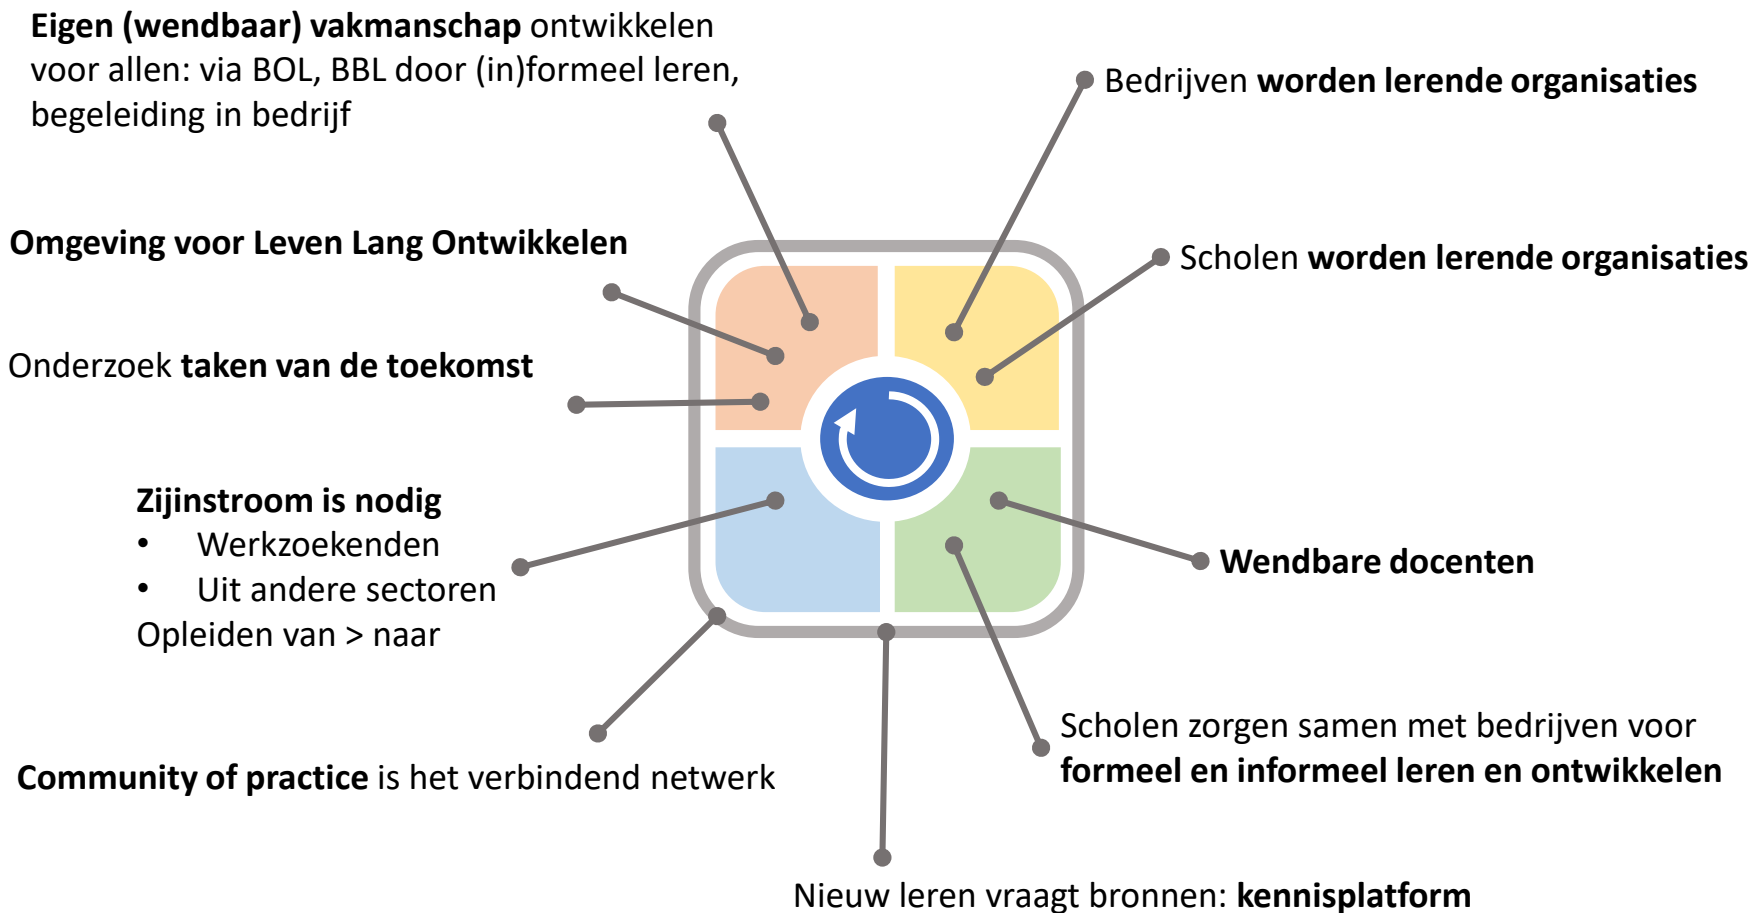 Eigen (wendbaar) vakmanschap ontwikkelen
voor allen: via BOL, BBL door (in)formeel leren,
begeleiding in bedrijf
Bedrijven worden lerende organisaties
Omgeving voor Leven Lang Ontwikkelen
Scholen worden lerende organisaties
Onderzoek taken van de toekomst
Zijinstroom is nodig
• Werkzoekenden
• Uit andere sectoren
Opleiden van > naar
Wendbare docenten
Community of practice is het verbindend netwerk
Scholen zorgen samen met bedrijven voor
formeel en informeel leren en ontwikkelen
Nieuw leren vraagt bronnen: kennisplatform